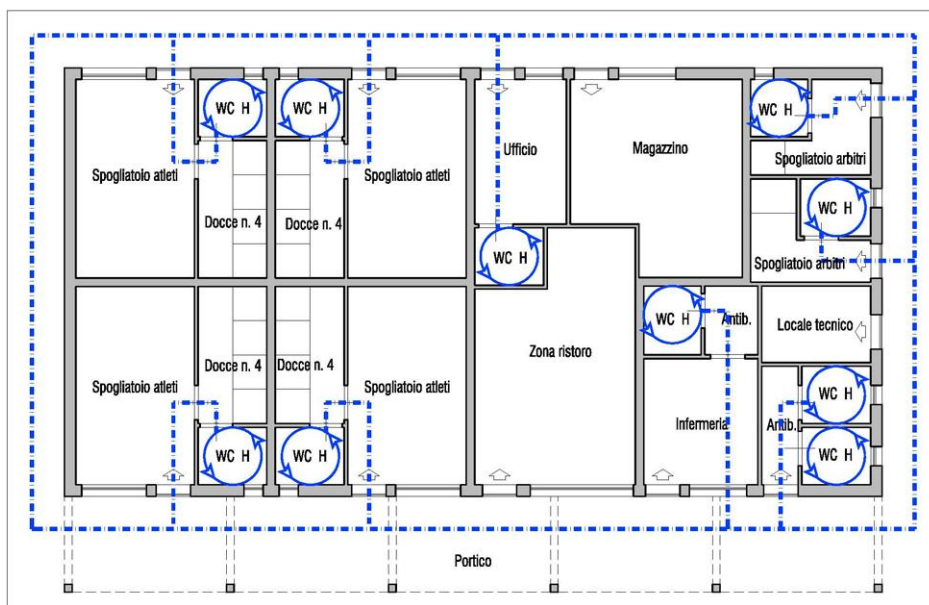 WC H
WC H
WC H
Spogliatoio atleti
Spogliatoio atleti
Ufficio
Magazzino
Spogliatoio arbitri
Docce n. 4
Docce n. 4
WC H
WC H
Spogliatoio arbitri
WC H
Antib.
Locale tecnico
Docce n. 4
Docce n. 4
Zona ristoro
Spogliatoio atleti
Spogliatoio atleti
WC H
Infermeria
Antib.
WC H
WC H
WC H
Portico